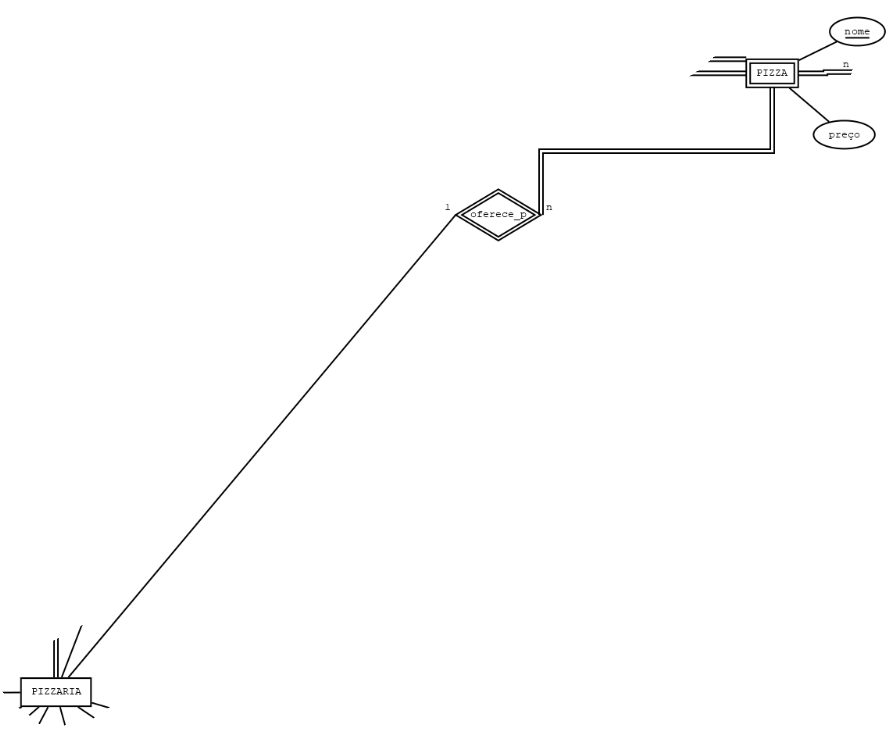 nome
n
PIZZA
preço
1
n
oferece_p
PIZZARIA